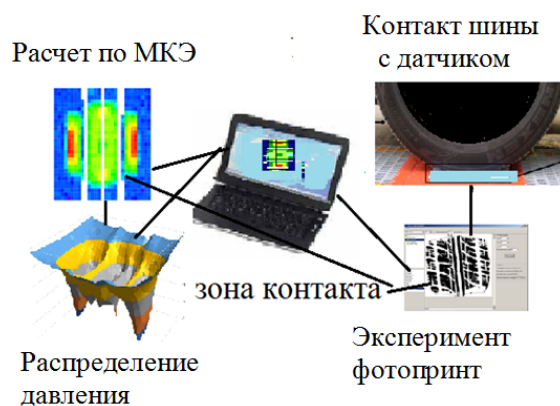 Контакт шины
с датчиком
Расчет по МКЭ
зона контакта
Эксперимент
фотопринт
Распределение
давления